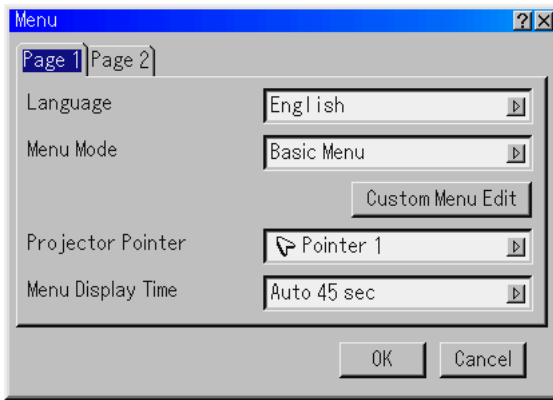 Menu
Page 1 Page 2
Language English
Menu Mode Basic Menu
Custom Menu Edit
Projector Pointer Pointer 1
Menu Display Time Auto 45 sec
OK Cancel